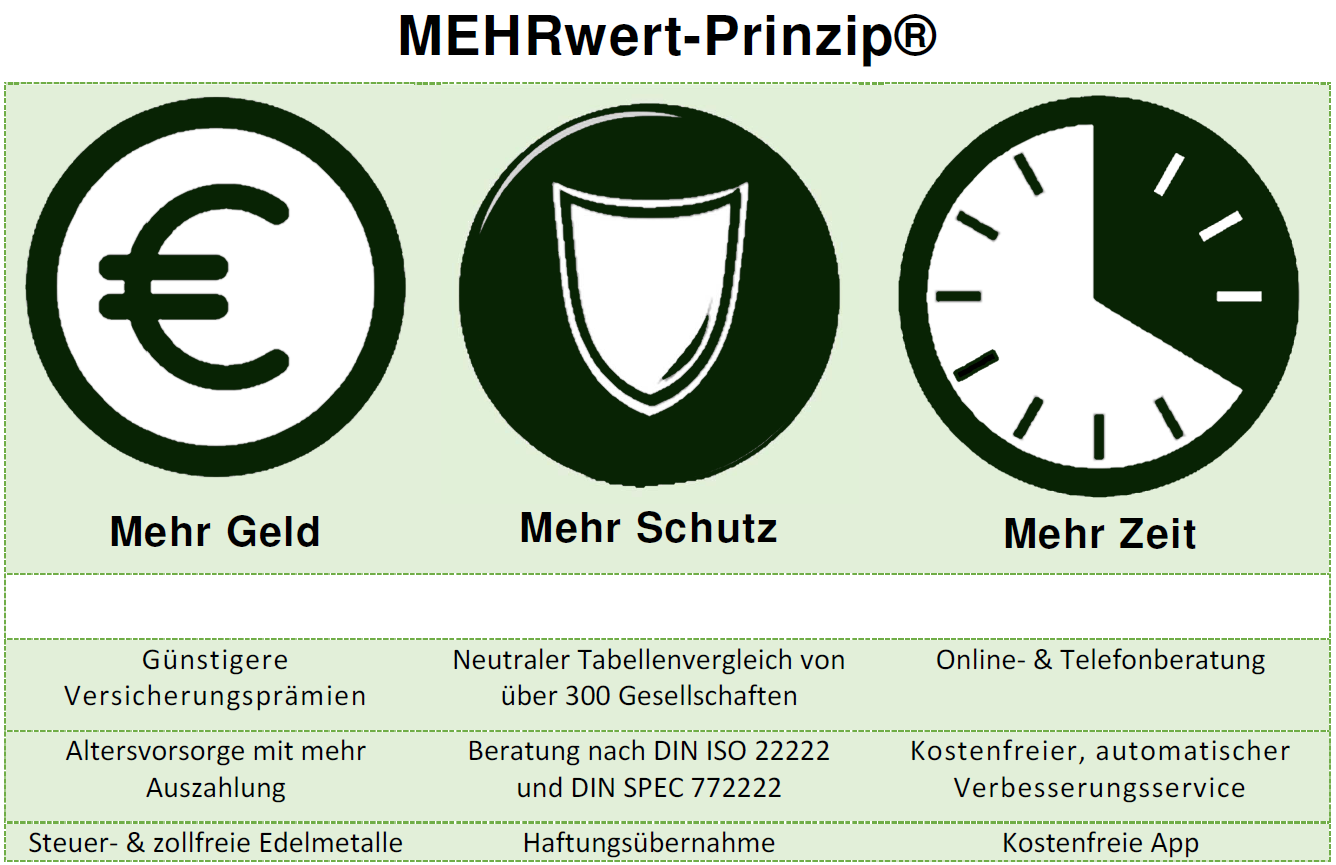 MEHRwert-Prinzip®
Mehr Geld
Mehr Schutz
Mehr Zeit
Günstigere
Versicherungsprämien
Neutraler Tabellenvergleich von
über 300 Gesellschaften
Online- & Telefonberatung
Altersvorsorge mit mehr
Auszahlung
Beratung nach DIN ISO 22222
und DIN SPEC 772222
Kostenfreier, automatischer
Verbesserungsservice
Steuer- & zollfreie Edelmetalle
Haftungsübernahme
Kostenfreie App